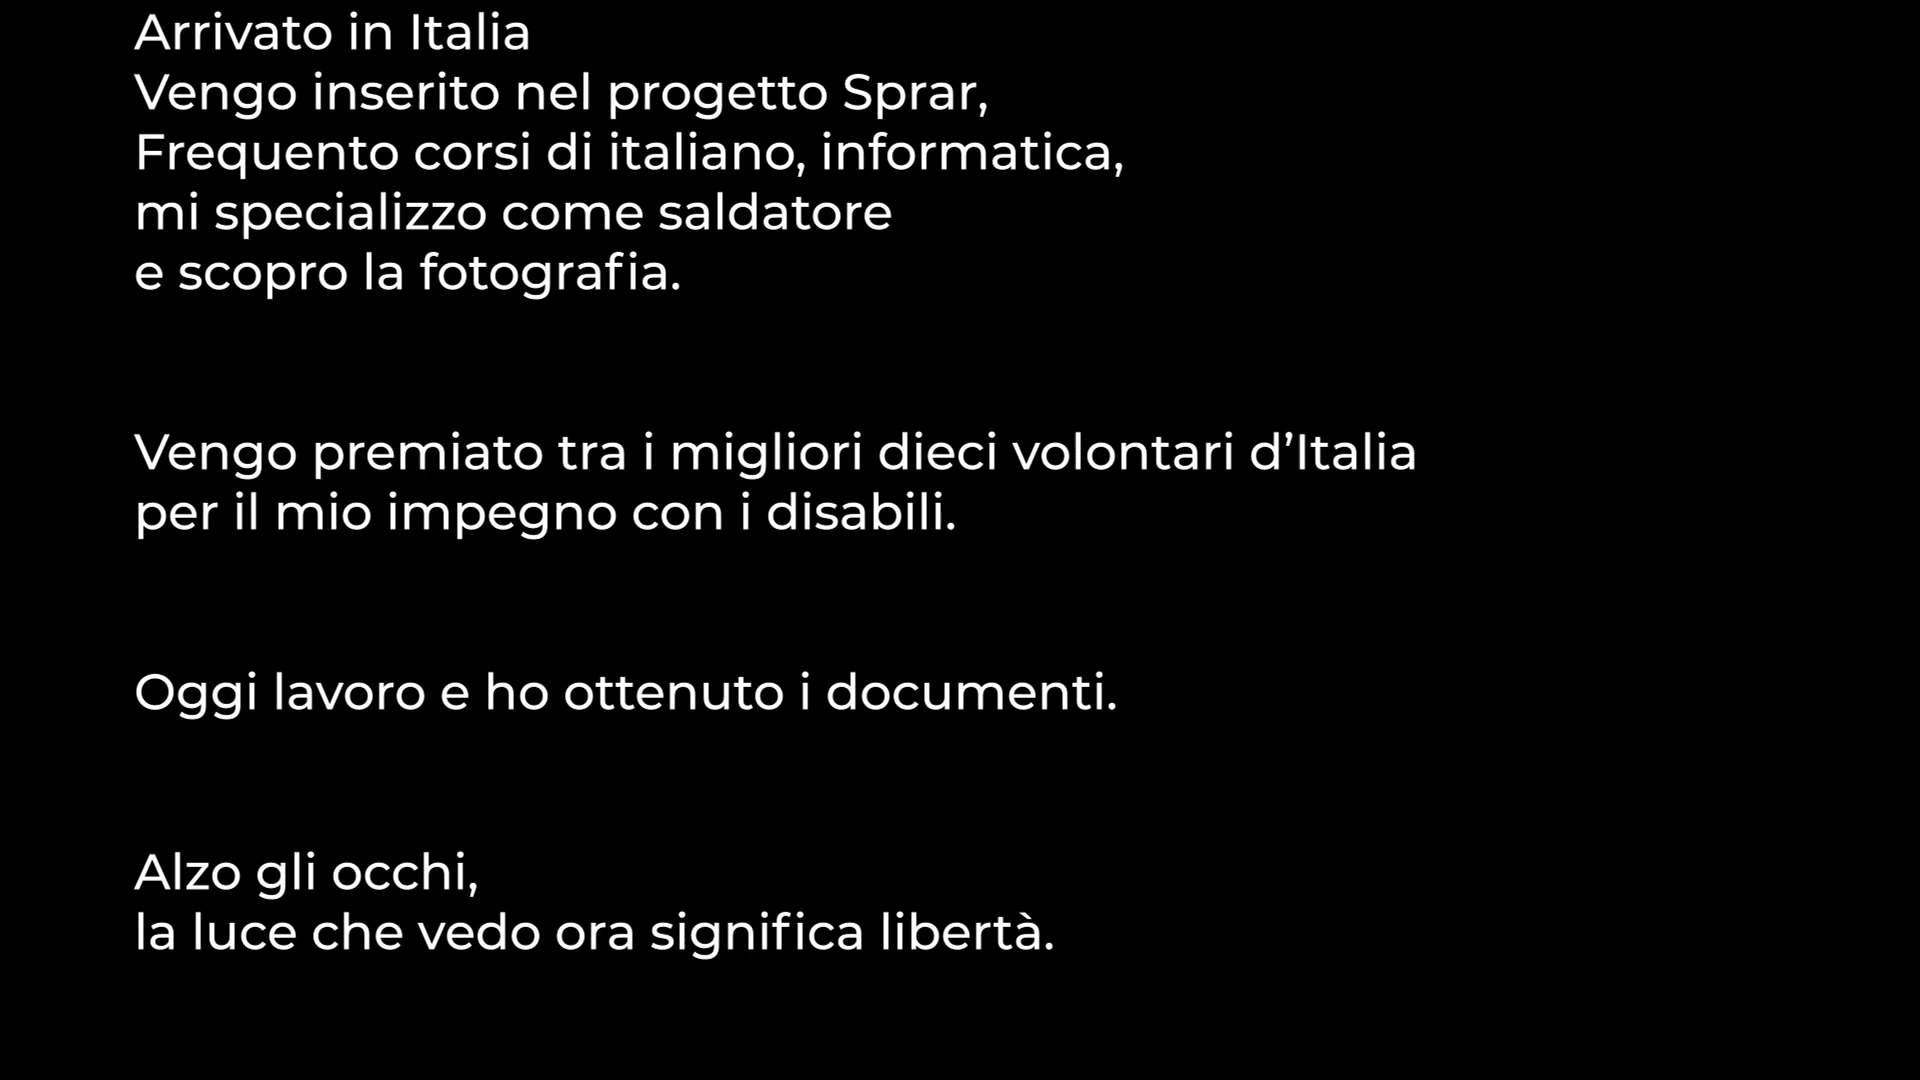 Arrivato in Italia
Vengo inserito nel progetto Sprar,
Frequento corsi di italiano, informatica,
mi specializzo come saldatore
e scopro la fotografia.
Vengo premiato tra i migliori dieci volontari d’Italia
per il mio impegno con i disabili.
Oggi lavoro e ho ottenuto i documenti.
Alzo gli occhi,
la luce che vedo ora significa libertà.